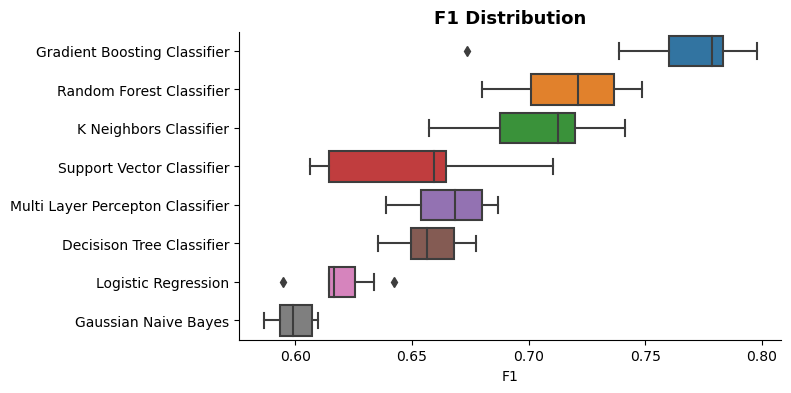 F1 Distribution
Gradient Boosting Classifier
Random Forest Classifier
K Neighbors Classifier
Support Vector Classifier
Multi Layer Percepton Classifier
Decisison Tree Classifier
Logistic Regression
Gaussian Naive Bayes
0.60 0.65 0.70 0.75 0.80
F1